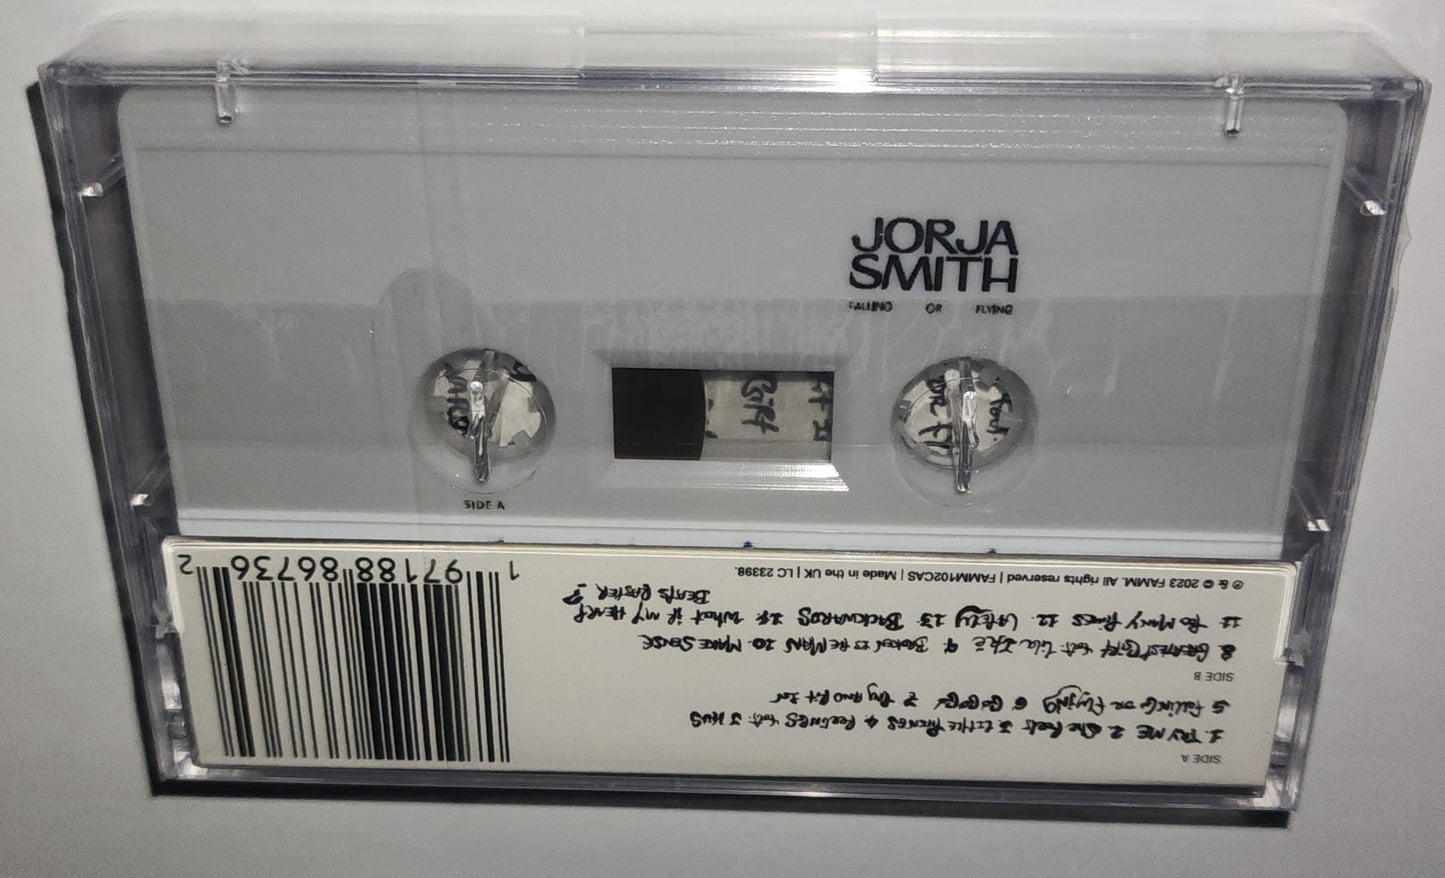 JORJA
SMITH
FALLING OR FLYING
SIDE A
SIDE A
1. TRY ME 2 She Feels 3 LITTLE THINGS 4 FEELINGS feat. J HUS
5 Falling or Flying 6 GO GO GO 7 Try AND Fit In
SIDE B
8 GREATEST GIFT feat. Lila Iké 9 BROKEN IS THE MAN 10. MAKE SENSE
11 TOO MANY TIMES 12. LATELY 13 BACKWARDS 14 What if MY HEART
BEATS FASTER?
℗ & © 2023 FAMM. All rights reserved | FAMM102CAS | Made in the UK | LC 23398.
1 97188 86736 2